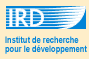 IRD
Institut de recherche
pour le développement